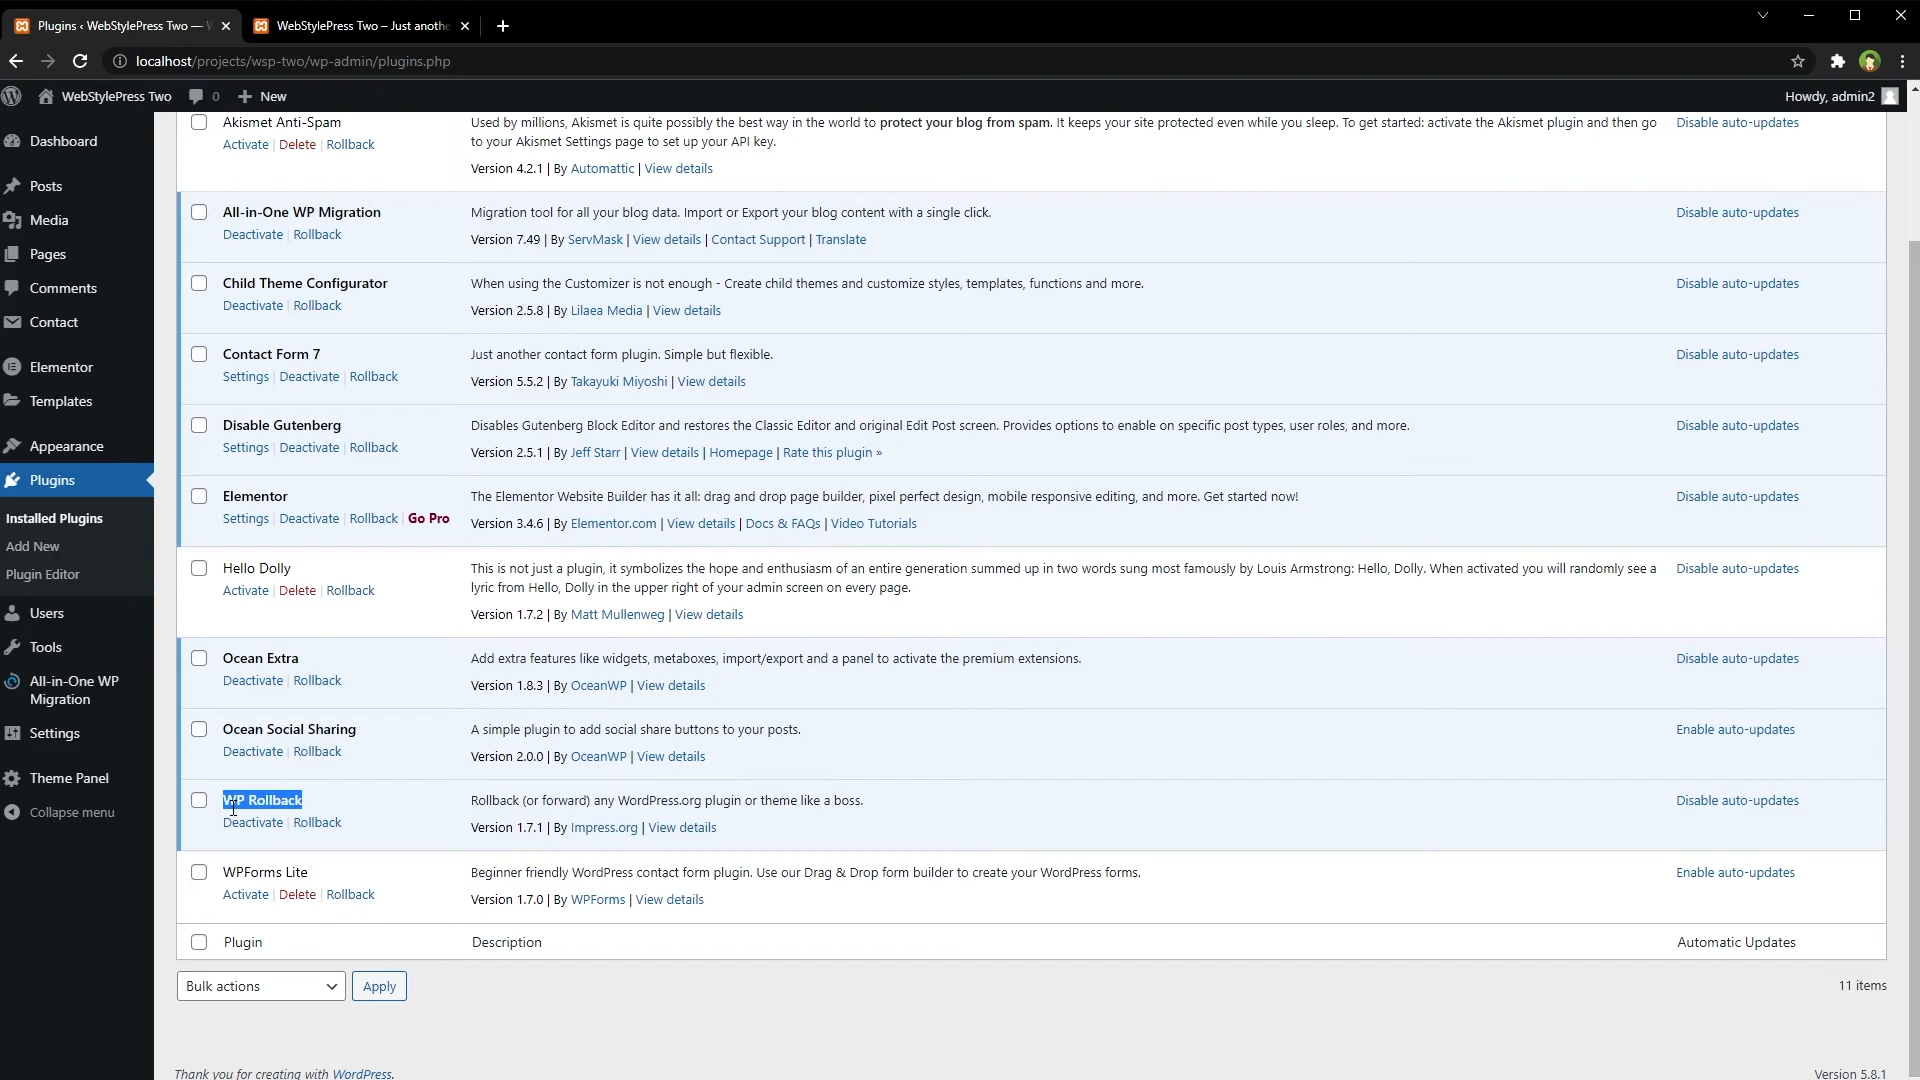 Plugins ‹ WebStylePress Two — W
WebStylePress Two – Just anothe
localhost/projects/wsp-two/wp-admin/plugins.php
WebStylePress Two
0
New
Howdy, admin2
Dashboard
Posts
Media
Pages
Comments
Contact
Elementor
Templates
Appearance
Plugins
Installed Plugins
Add New
Plugin Editor
Users
Tools
All-in-One WP
Migration
Settings
Theme Panel
Collapse menu
Akismet Anti-Spam
Activate | Delete | Rollback
Used by millions, Akismet is quite possibly the best way in the world to protect your blog from spam. It keeps your site protected even while you sleep. To get started: activate the Akismet plugin and then go
to your Akismet Settings page to set up your API key.
Version 4.2.1 | By Automattic | View details
Disable auto-updates
All-in-One WP Migration
Deactivate | Rollback
Migration tool for all your blog data. Import or Export your blog content with a single click.
Version 7.49 | By ServMask | View details | Contact Support | Translate
Disable auto-updates
Child Theme Configurator
Deactivate | Rollback
When using the Customizer is not enough - Create child themes and customize styles, templates, functions and more.
Version 2.5.8 | By Lilaea Media | View details
Disable auto-updates
Contact Form 7
Settings | Deactivate | Rollback
Just another contact form plugin. Simple but flexible.
Version 5.5.2 | By Takayuki Miyoshi | View details
Disable auto-updates
Disable Gutenberg
Settings | Deactivate | Rollback
Disables Gutenberg Block Editor and restores the Classic Editor and original Edit Post screen. Provides options to enable on specific post types, user roles, and more.
Version 2.5.1 | By Jeff Starr | View details | Homepage | Rate this plugin »
Disable auto-updates
Elementor
Settings | Deactivate | Rollback | Go Pro
The Elementor Website Builder has it all: drag and drop page builder, pixel perfect design, mobile responsive editing, and more. Get started now!
Version 3.4.6 | By Elementor.com | View details | Docs & FAQs | Video Tutorials
Disable auto-updates
Hello Dolly
Activate | Delete | Rollback
This is not just a plugin, it symbolizes the hope and enthusiasm of an entire generation summed up in two words sung most famously by Louis Armstrong: Hello, Dolly. When activated you will randomly see a
lyric from Hello, Dolly in the upper right of your admin screen on every page.
Version 1.7.2 | By Matt Mullenweg | View details
Disable auto-updates
Ocean Extra
Deactivate | Rollback
Add extra features like widgets, metaboxes, import/export and a panel to activate the premium extensions.
Version 1.8.3 | By OceanWP | View details
Disable auto-updates
Ocean Social Sharing
Deactivate | Rollback
A simple plugin to add social share buttons to your posts.
Version 2.0.0 | By OceanWP | View details
Enable auto-updates
WP Rollback
Deactivate | Rollback
Rollback (or forward) any WordPress.org plugin or theme like a boss.
Version 1.7.1 | By Impress.org | View details
Disable auto-updates
WPForms Lite
Activate | Delete | Rollback
Beginner friendly WordPress contact form plugin. Use our Drag & Drop form builder to create your WordPress forms.
Version 1.7.0 | By WPForms | View details
Enable auto-updates
Plugin
Description
Automatic Updates
Bulk actions
Apply
11 items
Thank you for creating with WordPress.
Version 5.8.1